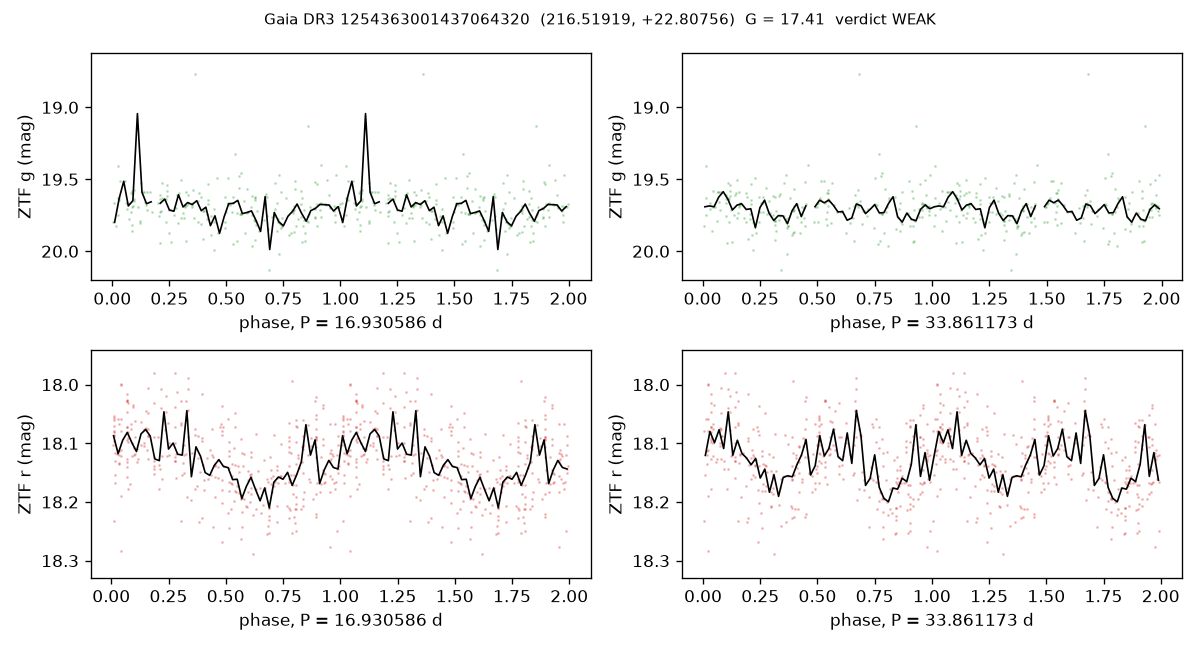 Gaia DR3 1254363001437064320 (216.51919, +22.80756) G = 17.41 verdict WEAK
ZTF g (mag)
19.0
19.5
20.0
0.00 0.25 0.50 0.75 1.00 1.25 1.50 1.75 2.00
phase, P = 16.930586 d
ZTF g (mag)
19.0
19.5
20.0
0.00 0.25 0.50 0.75 1.00 1.25 1.50 1.75 2.00
phase, P = 33.861173 d
ZTF r (mag)
18.0
18.1
18.2
18.3
0.00 0.25 0.50 0.75 1.00 1.25 1.50 1.75 2.00
phase, P = 16.930586 d
ZTF r (mag)
18.0
18.1
18.2
18.3
0.00 0.25 0.50 0.75 1.00 1.25 1.50 1.75 2.00
phase, P = 33.861173 d